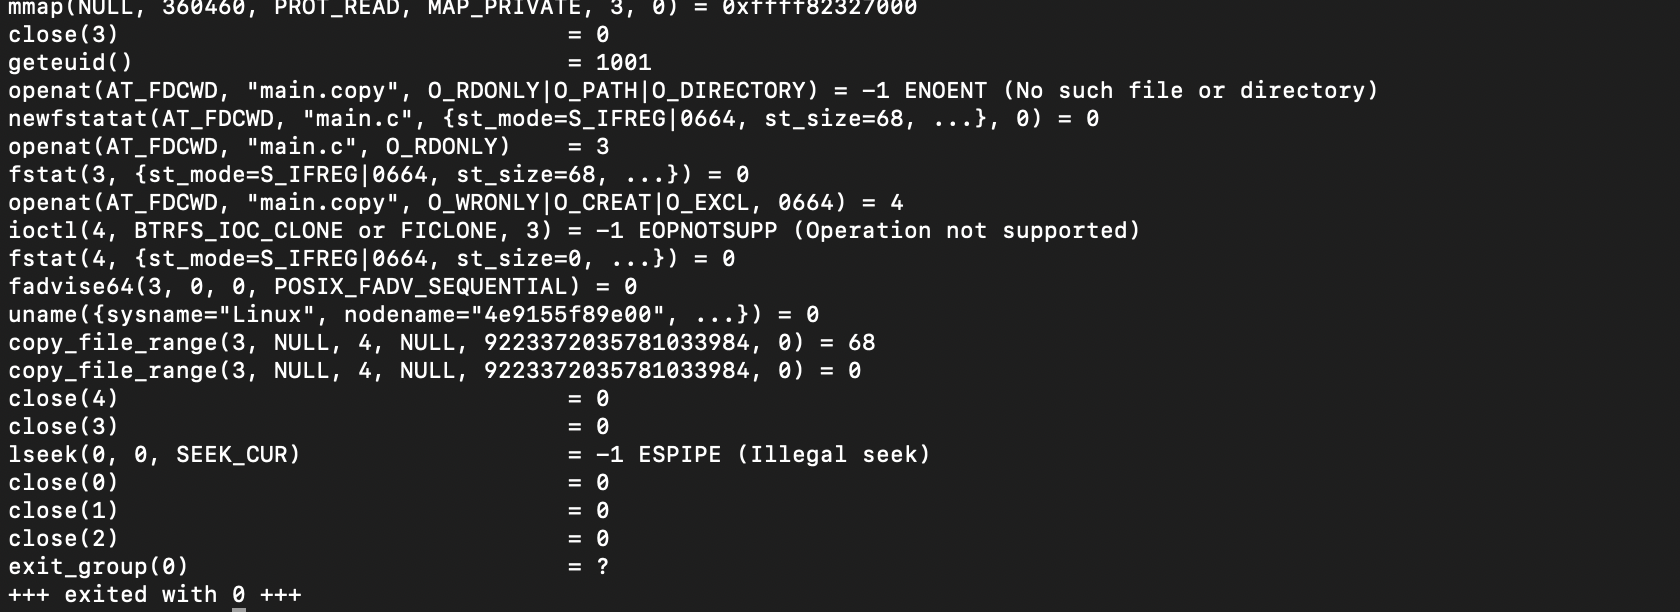 mmap(NULL, 360460, PROT_READ, MAP_PRIVATE, 3, 0) = 0xffff82327000
close(3)                                = 0
geteuid()                               = 1001
openat(AT_FDCWD, "main.copy", O_RDONLY|O_PATH|O_DIRECTORY) = -1 ENOENT (No such file or directory)
newfstatat(AT_FDCWD, "main.c", {st_mode=S_IFREG|0664, st_size=68, ...}, 0) = 0
openat(AT_FDCWD, "main.c", O_RDONLY)    = 3
fstat(3, {st_mode=S_IFREG|0664, st_size=68, ...}) = 0
openat(AT_FDCWD, "main.copy", O_WRONLY|O_CREAT|O_EXCL, 0664) = 4
ioctl(4, BTRFS_IOC_CLONE or FICLONE, 3) = -1 EOPNOTSUPP (Operation not supported)
fstat(4, {st_mode=S_IFREG|0664, st_size=0, ...}) = 0
fadvise64(3, 0, 0, POSIX_FADV_SEQUENTIAL) = 0
uname({sysname="Linux", nodename="4e9155f89e00", ...}) = 0
copy_file_range(3, NULL, 4, NULL, 9223372035781033984, 0) = 68
copy_file_range(3, NULL, 4, NULL, 9223372035781033984, 0) = 0
close(4)                                = 0
close(3)                                = 0
lseek(0, 0, SEEK_CUR)                   = -1 ESPIPE (Illegal seek)
close(0)                                = 0
close(1)                                = 0
close(2)                                = 0
exit_group(0)                           = ?
+++ exited with 0 +++